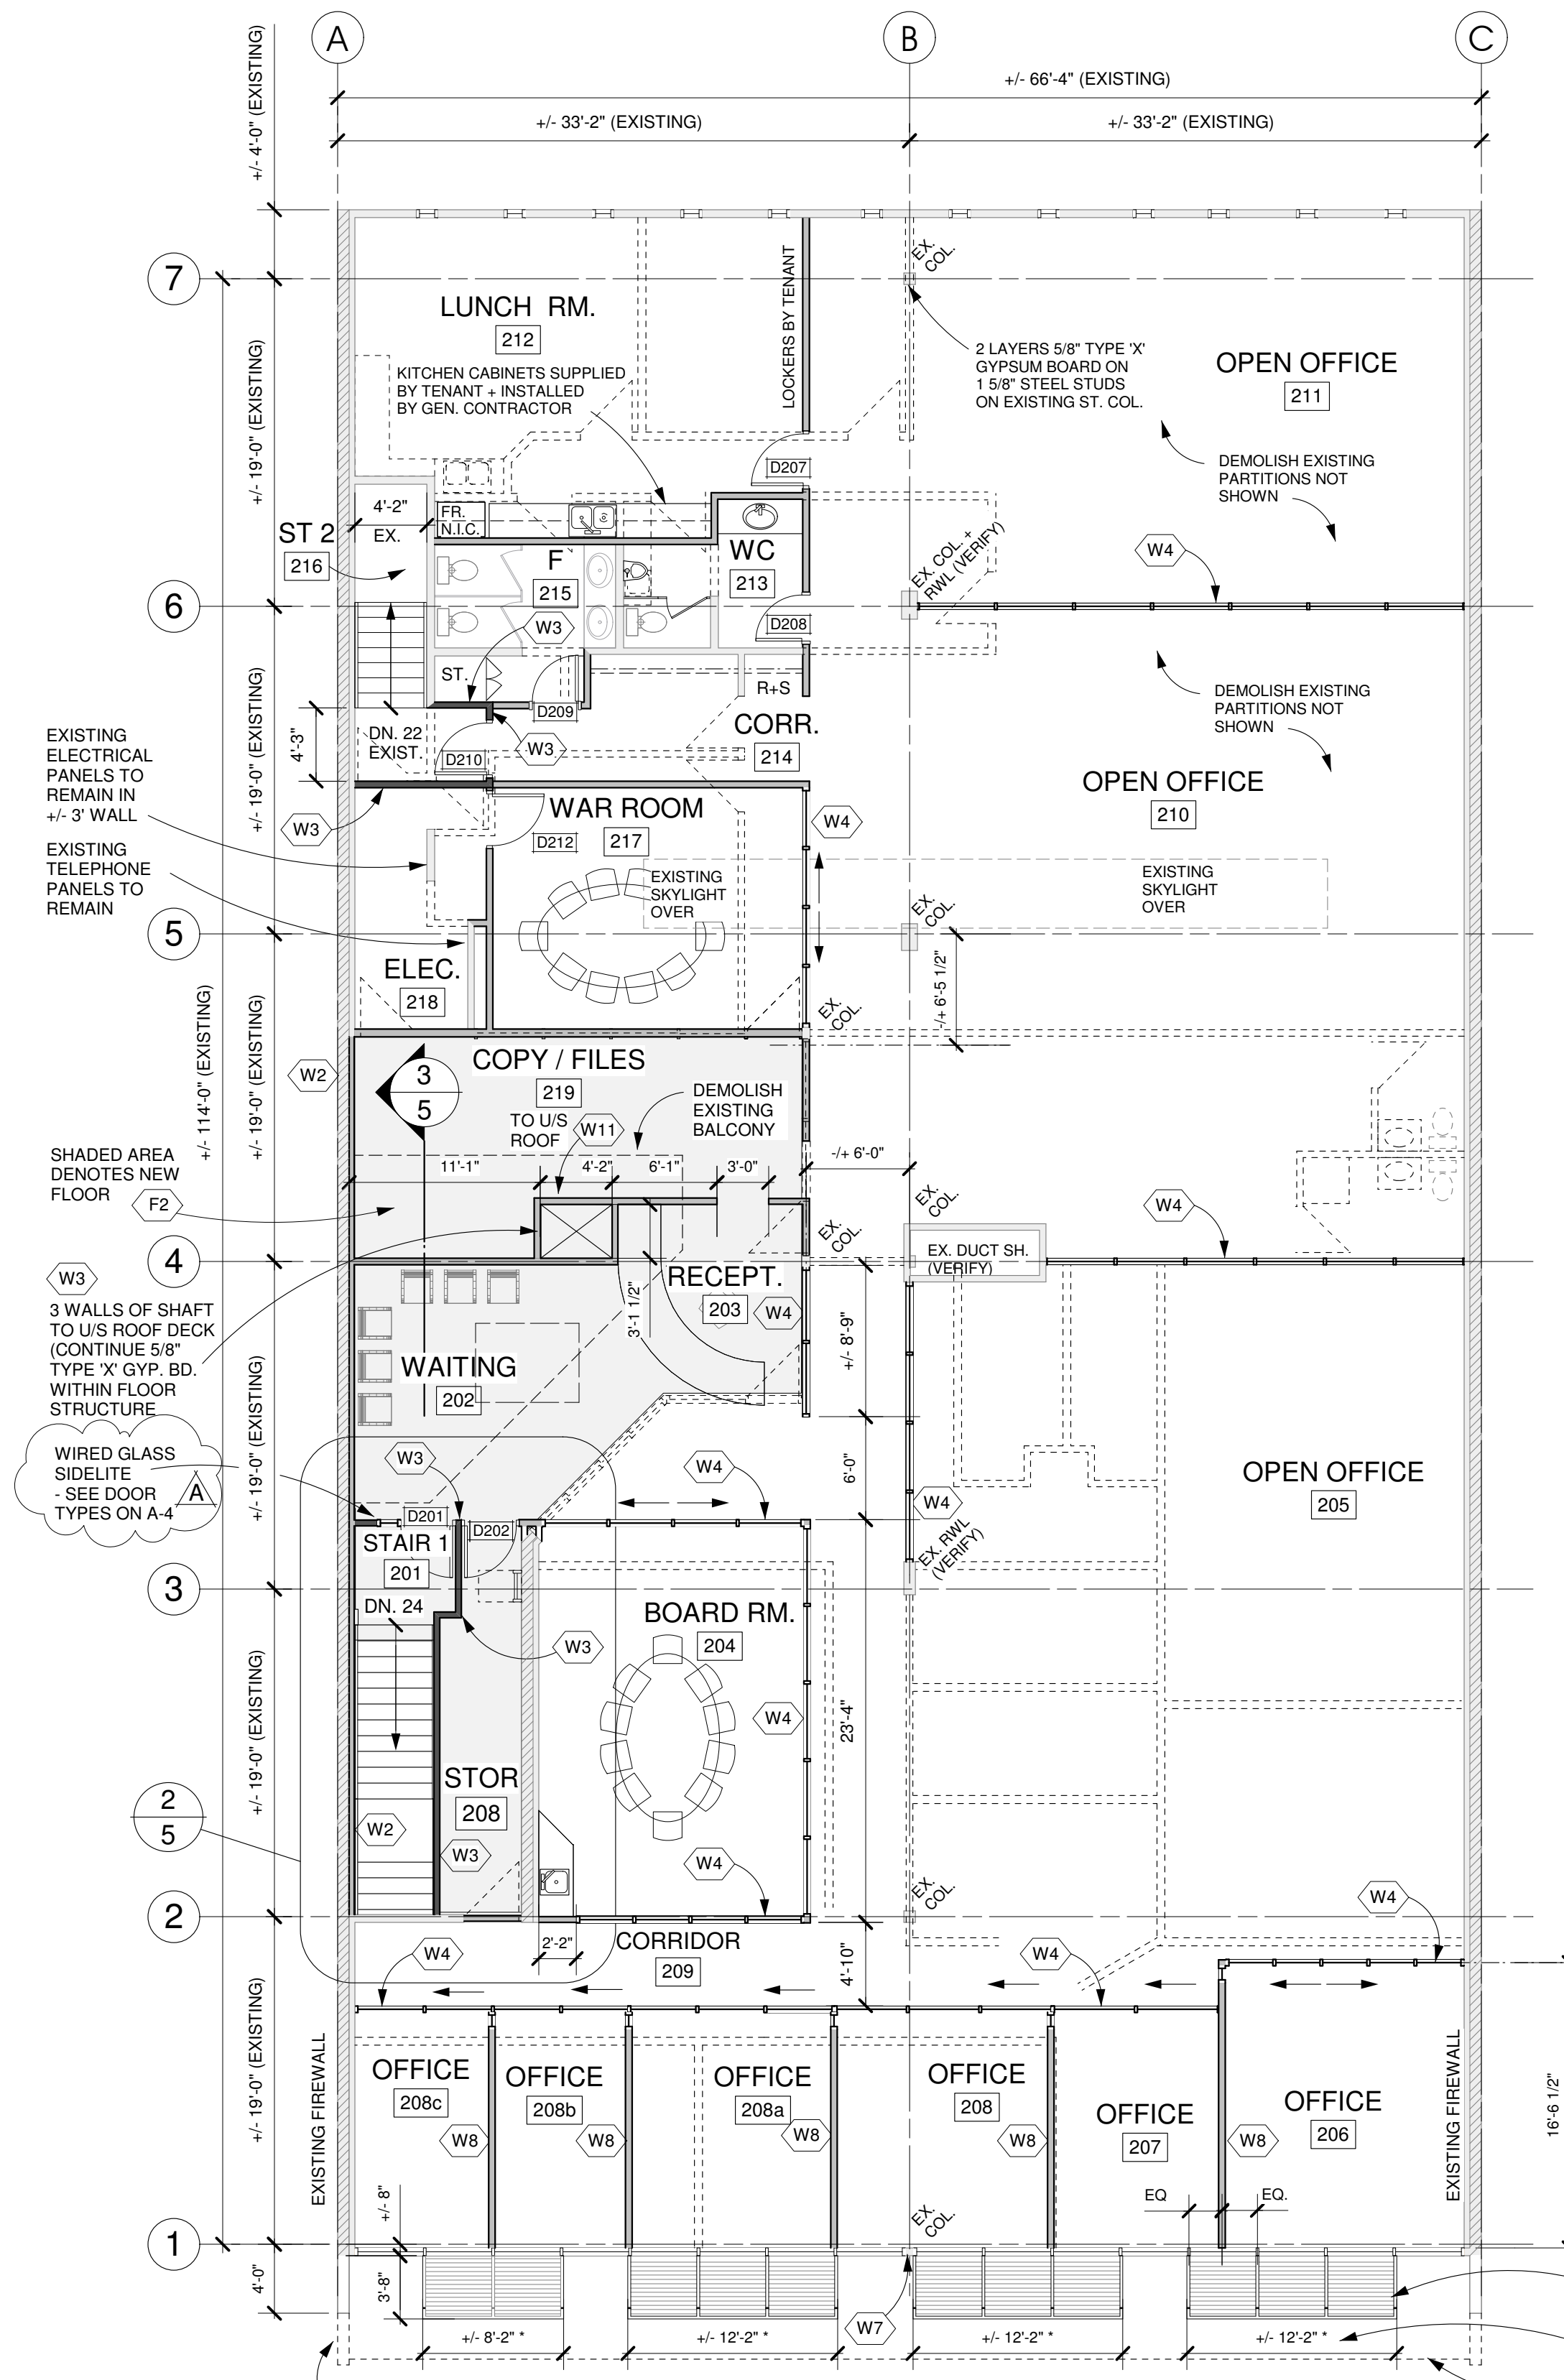 A
B
C
+/- 66'-4" (EXISTING)
+/- 33'-2" (EXISTING)
+/- 33'-2" (EXISTING)
+/- 4'-0" (EXISTING)
7
EX.
COL.
LOCKERS BY TENANT
LUNCH RM.
212
KITCHEN CABINETS SUPPLIED
BY TENANT + INSTALLED
BY GEN. CONTRACTOR
2 LAYERS 5/8" TYPE 'X'
GYPSUM BOARD ON
1 5/8" STEEL STUDS
ON EXISTING ST. COL.
OPEN OFFICE
211
+/- 19'-0" (EXISTING)
DEMOLISH EXISTING
PARTITIONS NOT
SHOWN
D207
4'-2"
EX.
FR.
N.I.C.
ST 2
216
F
215
WC
213
EX. COL. +
RWL (VERIFY)
W4
6
W3
D208
ST.
R+S
DEMOLISH EXISTING
PARTITIONS NOT
SHOWN
D209
CORR.
214
DN. 22
EXIST.
4'-3"
W3
D210
EXISTING
ELECTRICAL
PANELS TO
REMAIN IN
+/- 3' WALL
+/- 19'-0" (EXISTING)
OPEN OFFICE
210
W3
WAR ROOM
217
D212
W4
EXISTING
TELEPHONE
PANELS TO
REMAIN
EXISTING
SKYLIGHT
OVER
EXISTING
SKYLIGHT
OVER
5
EX.
COL.
ELEC.
218
-/+ 6'-5 1/2"
EX.
COL.
+/- 114'-0" (EXISTING)
+/- 19'-0" (EXISTING)
W2
COPY / FILES
219
3
5
TO U/S
ROOF
W11
DEMOLISH
EXISTING
BALCONY
SHADED AREA
DENOTES NEW
FLOOR
F2
11'-1"
4'-2"
6'-1"
3'-0"
-/+ 6'-0"
EX.
COL.
W4
EX.
COL.
4
EX. DUCT SH.
(VERIFY)
W3
3 WALLS OF SHAFT
TO U/S ROOF DECK
(CONTINUE 5/8"
TYPE 'X' GYP. BD.
WITHIN FLOOR
STRUCTURE
RECEPT.
203
3'-1 1/2"
W4
+/- 8'-9"
WAITING
202
+/- 19'-0" (EXISTING)
WIRED GLASS
SIDELITE
- SEE DOOR
TYPES ON A-4
A
W3
W4
6'-0"
OPEN OFFICE
205
W4
D201
D202
EX. RWL
(VERIFY)
STAIR 1
201
3
DN. 24
BOARD RM.
204
W3
+/- 19'-0" (EXISTING)
W4
23'-4"
STOR
208
2
5
W2
W3
W4
EX.
COL.
W4
2
2'-2"
CORRIDOR
209
W4
4'-10"
W4
EXISTING FIREWALL
+/- 19'-0" (EXISTING)
OFFICE
208c
OFFICE
208b
OFFICE
208a
OFFICE
208
OFFICE
207
OFFICE
206
W8
W8
W8
W8
W8
EXISTING FIREWALL
16'-6 1/2"
+/- 8"
EX.
COL.
EQ
EQ.
1
4'-0"
3'-8"
W7
+/- 8'-2" *
+/- 12'-2" *
+/- 12'-2" *
+/- 12'-2" *